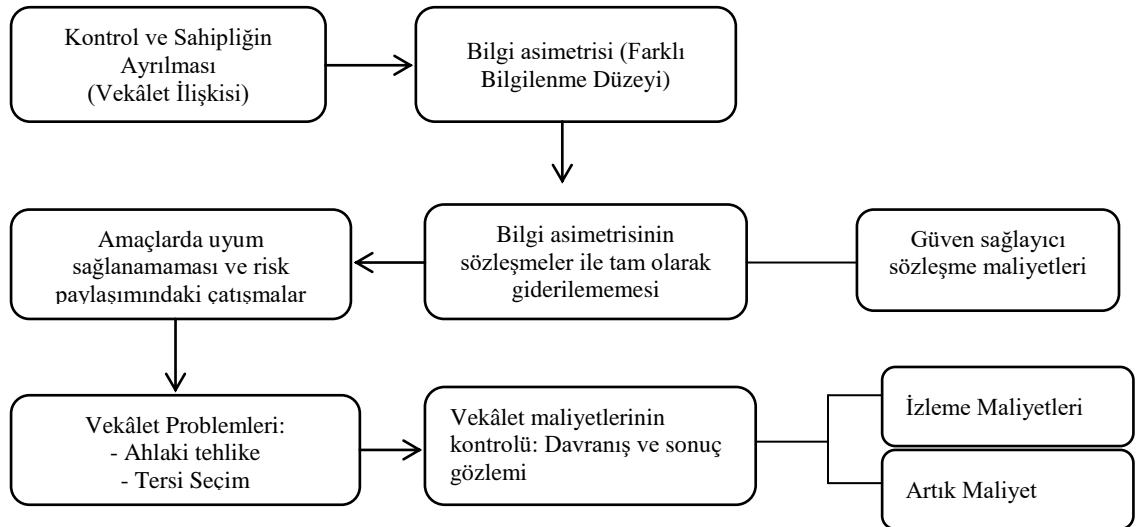 Kontrol ve Sahipliğin
Ayrılması
(Vekâlet İlişkisi)
Bilgi asimetrisi (Farklı
Bilgilenme Düzeyi)
Amaçlarda uyum
sağlanamaması ve risk
paylaşımındaki çatışmalar
Bilgi asimetrisinin
sözleşmeler ile tam olarak
giderilememesi
Güven sağlayıcı
sözleşme maliyetleri
Vekâlet Problemleri:
- Ahlaki tehlike
- Tersi Seçim
Vekâlet maliyetlerinin
kontrolü: Davranış ve sonuç
gözlemi
İzleme Maliyetleri
Artık Maliyet